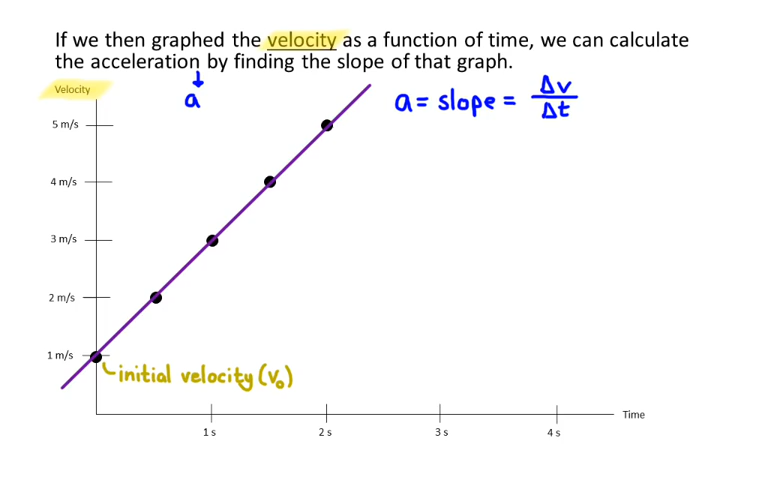 If we then graphed the velocity as a function of time, we can calculate
the acceleration by finding the slope of that graph.
Velocity
a
a = slope = Δv/Δt
5 m/s
4 m/s
3 m/s
2 m/s
1 m/s
initial velocity (v₀)
Time
1 s
2 s
3 s
4 s